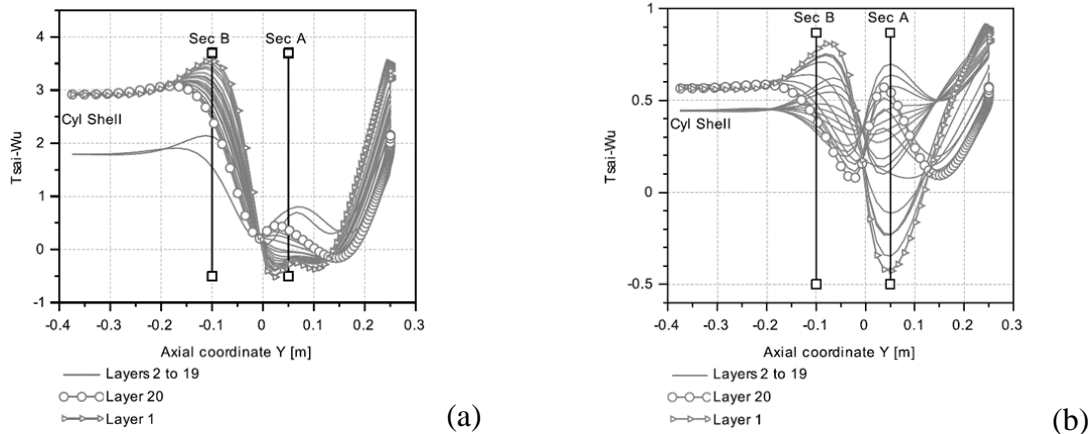 4
3
2
1
0
-1
Tsai-Wu
Sec B
Sec A
Cyl Shell
-0.4 -0.3 -0.2 -0.1 0 0.1 0.2 0.3
Axial coordinate Y [m]
Layers 2 to 19
Layer 20
Layer 1
(a)
1
0.5
0
-0.5
Tsai-Wu
Sec B
Sec A
Cyl Shell
-0.4 -0.3 -0.2 -0.1 0 0.1 0.2 0.3
Axial coordinate Y [m]
Layers 2 to 19
Layer 20
Layer 1
(b)